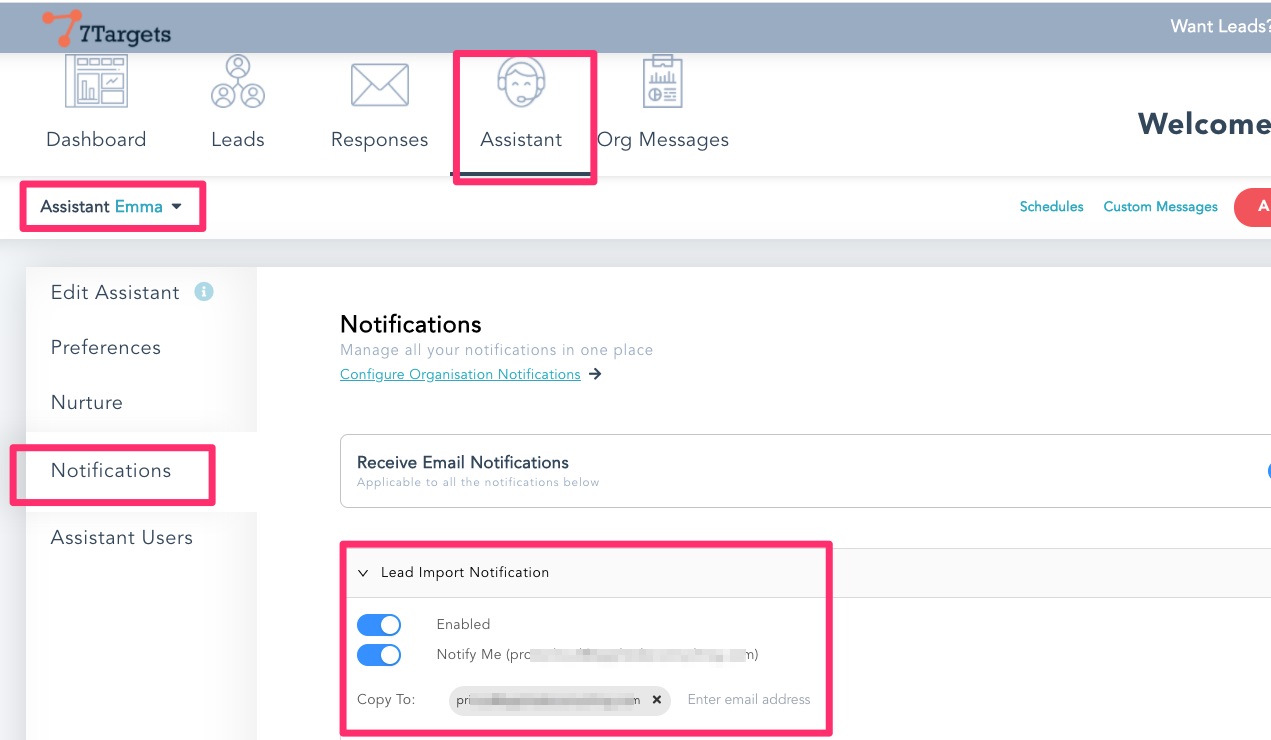 7Targets
Want Leads?
Dashboard
Leads
Responses
Assistant
Org Messages
Welcome
Assistant Emma
Schedules
Custom Messages
A
Edit Assistant
Preferences
Nurture
Notifications
Assistant Users
Notifications
Manage all your notifications in one place
Configure Organisation Notifications →
Receive Email Notifications
Applicable to all the notifications below
Lead Import Notification
Enabled
Notify Me (pro
m)
Copy To:
pri
m
Enter email address